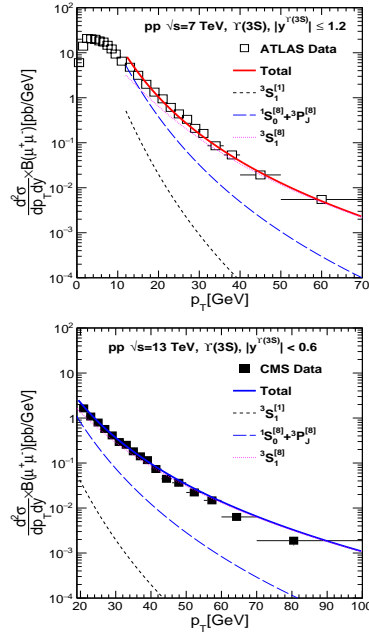 pp √s=7 TeV, ϒ(3S), |y^ϒ(3S)| ≤ 1.2
ATLAS Data
Total
³S₁^[1]
¹S₀^[8]+³P_J^[8]
³S₁^[8]
d²σ/dp_Tdy ×B(μ⁺μ⁻)[pb/GeV]
10²
10
1
10⁻¹
10⁻²
10⁻³
10⁻⁴
0 10 20 30 40 50 60 70
p_T[GeV]
pp √s=13 TeV, ϒ(3S), |y^ϒ(3S)| < 0.6
CMS Data
Total
³S₁^[1]
¹S₀^[8]+³P_J^[8]
³S₁^[8]
d²σ/dp_Tdy ×B(μ⁺μ⁻)[pb/GeV]
10²
10
1
10⁻¹
10⁻²
10⁻³
10⁻⁴
20 30 40 50 60 70 80 90 100
p_T[GeV]